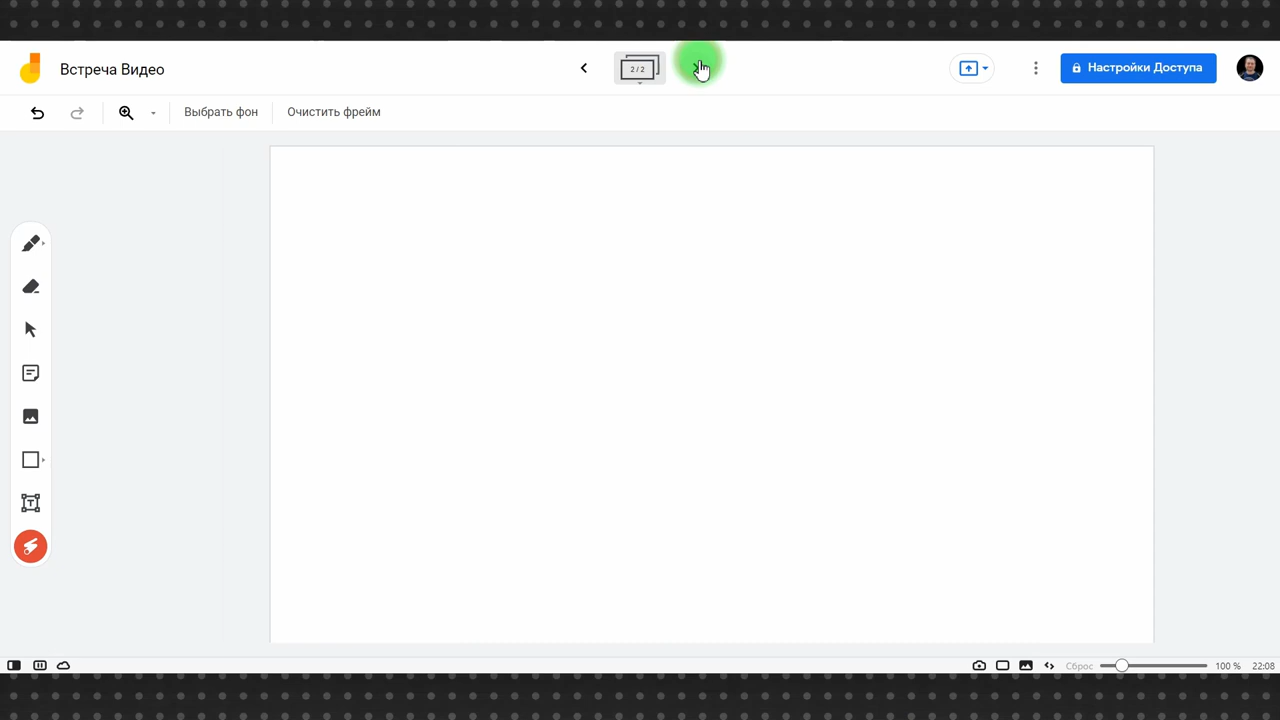 Встреча Видео
2 / 2
Настройки Доступа
Выбрать фон
Очистить фрейм
Сброс
100 %
22:08